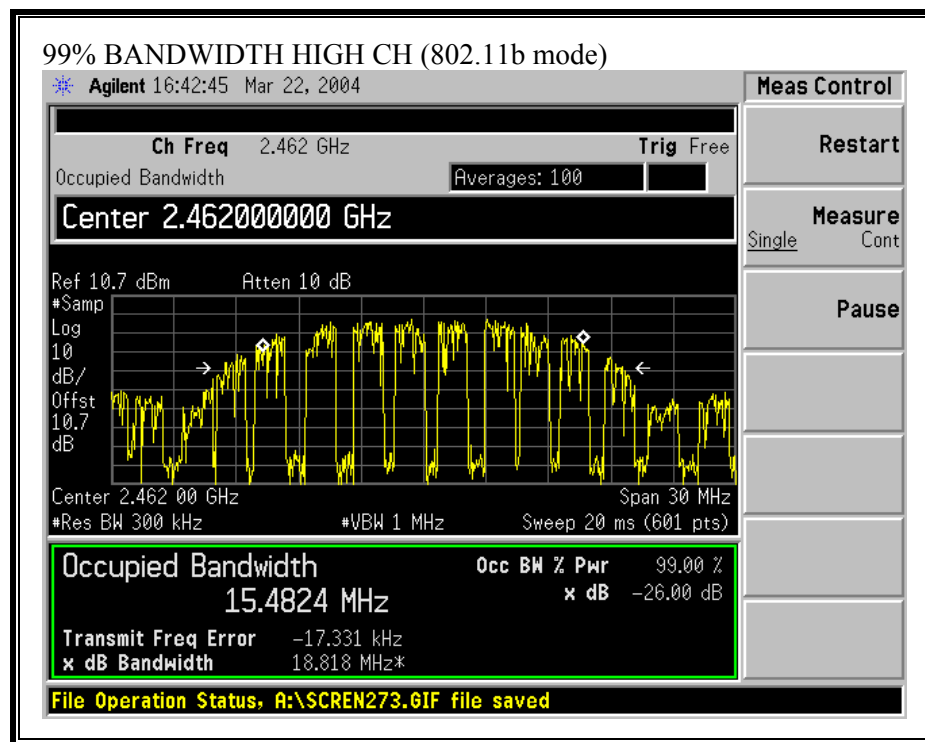 99% BANDWIDTH HIGH CH (802.11b mode)
Agilent 16:42:45 Mar 22, 2004
Meas Control
Ch Freq 2.462 GHz Trig Free
Occupied Bandwidth Averages: 100
Center 2.462000000 GHz
Restart
Measure
Single Cont
Pause
Ref 10.7 dBm Atten 10 dB
#Samp
Log
10
dB/
Offst
10.7
dB
Center 2.462 00 GHz Span 30 MHz
#Res BW 300 kHz #VBW 1 MHz Sweep 20 ms (601 pts)
Occupied Bandwidth Occ BW % Pwr 99.00 %
15.4824 MHz x dB -26.00 dB
Transmit Freq Error -17.331 kHz
x dB Bandwidth 18.818 MHz*
File Operation Status, A:\SCREN273.GIF file saved